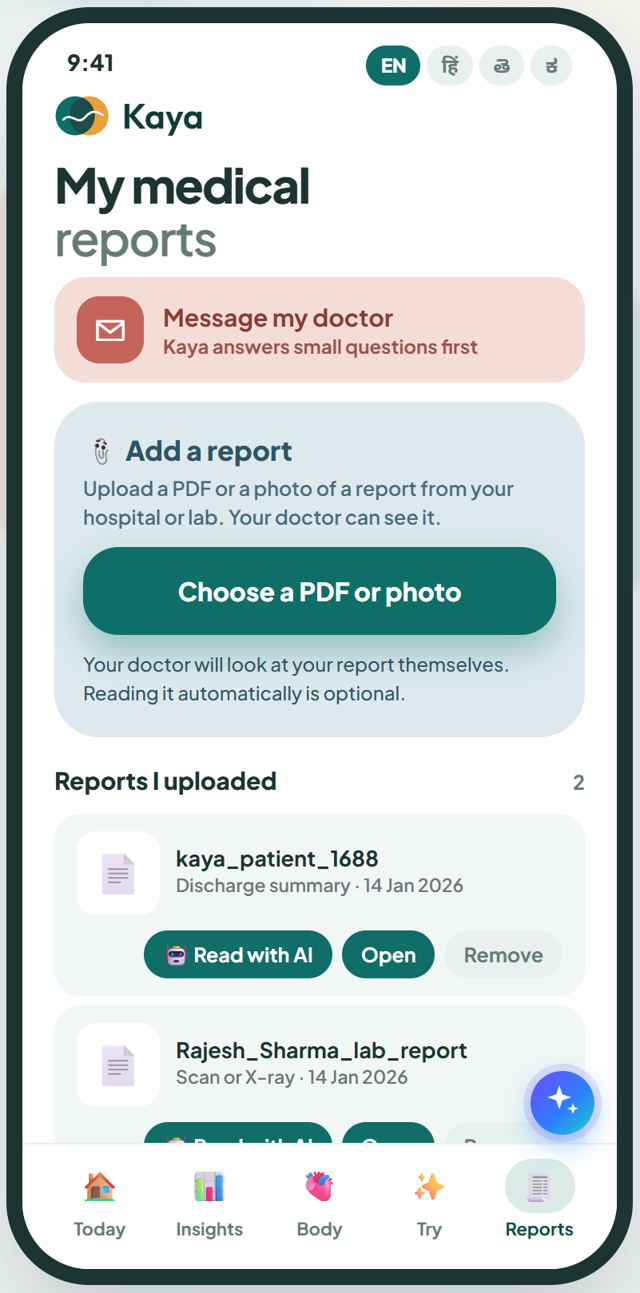 9:41
EN
हिं
తె
ಕ
Kaya
My medical
reports
Message my doctor
Kaya answers small questions first
Add a report
Upload a PDF or a photo of a report from your
hospital or lab. Your doctor can see it.
Choose a PDF or photo
Your doctor will look at your report themselves.
Reading it automatically is optional.
Reports I uploaded
2
kaya_patient_1688
Discharge summary · 14 Jan 2026
Read with AI
Open
Remove
Rajesh_Sharma_lab_report
Scan or X-ray · 14 Jan 2026
Today
Insights
Body
Try
Reports